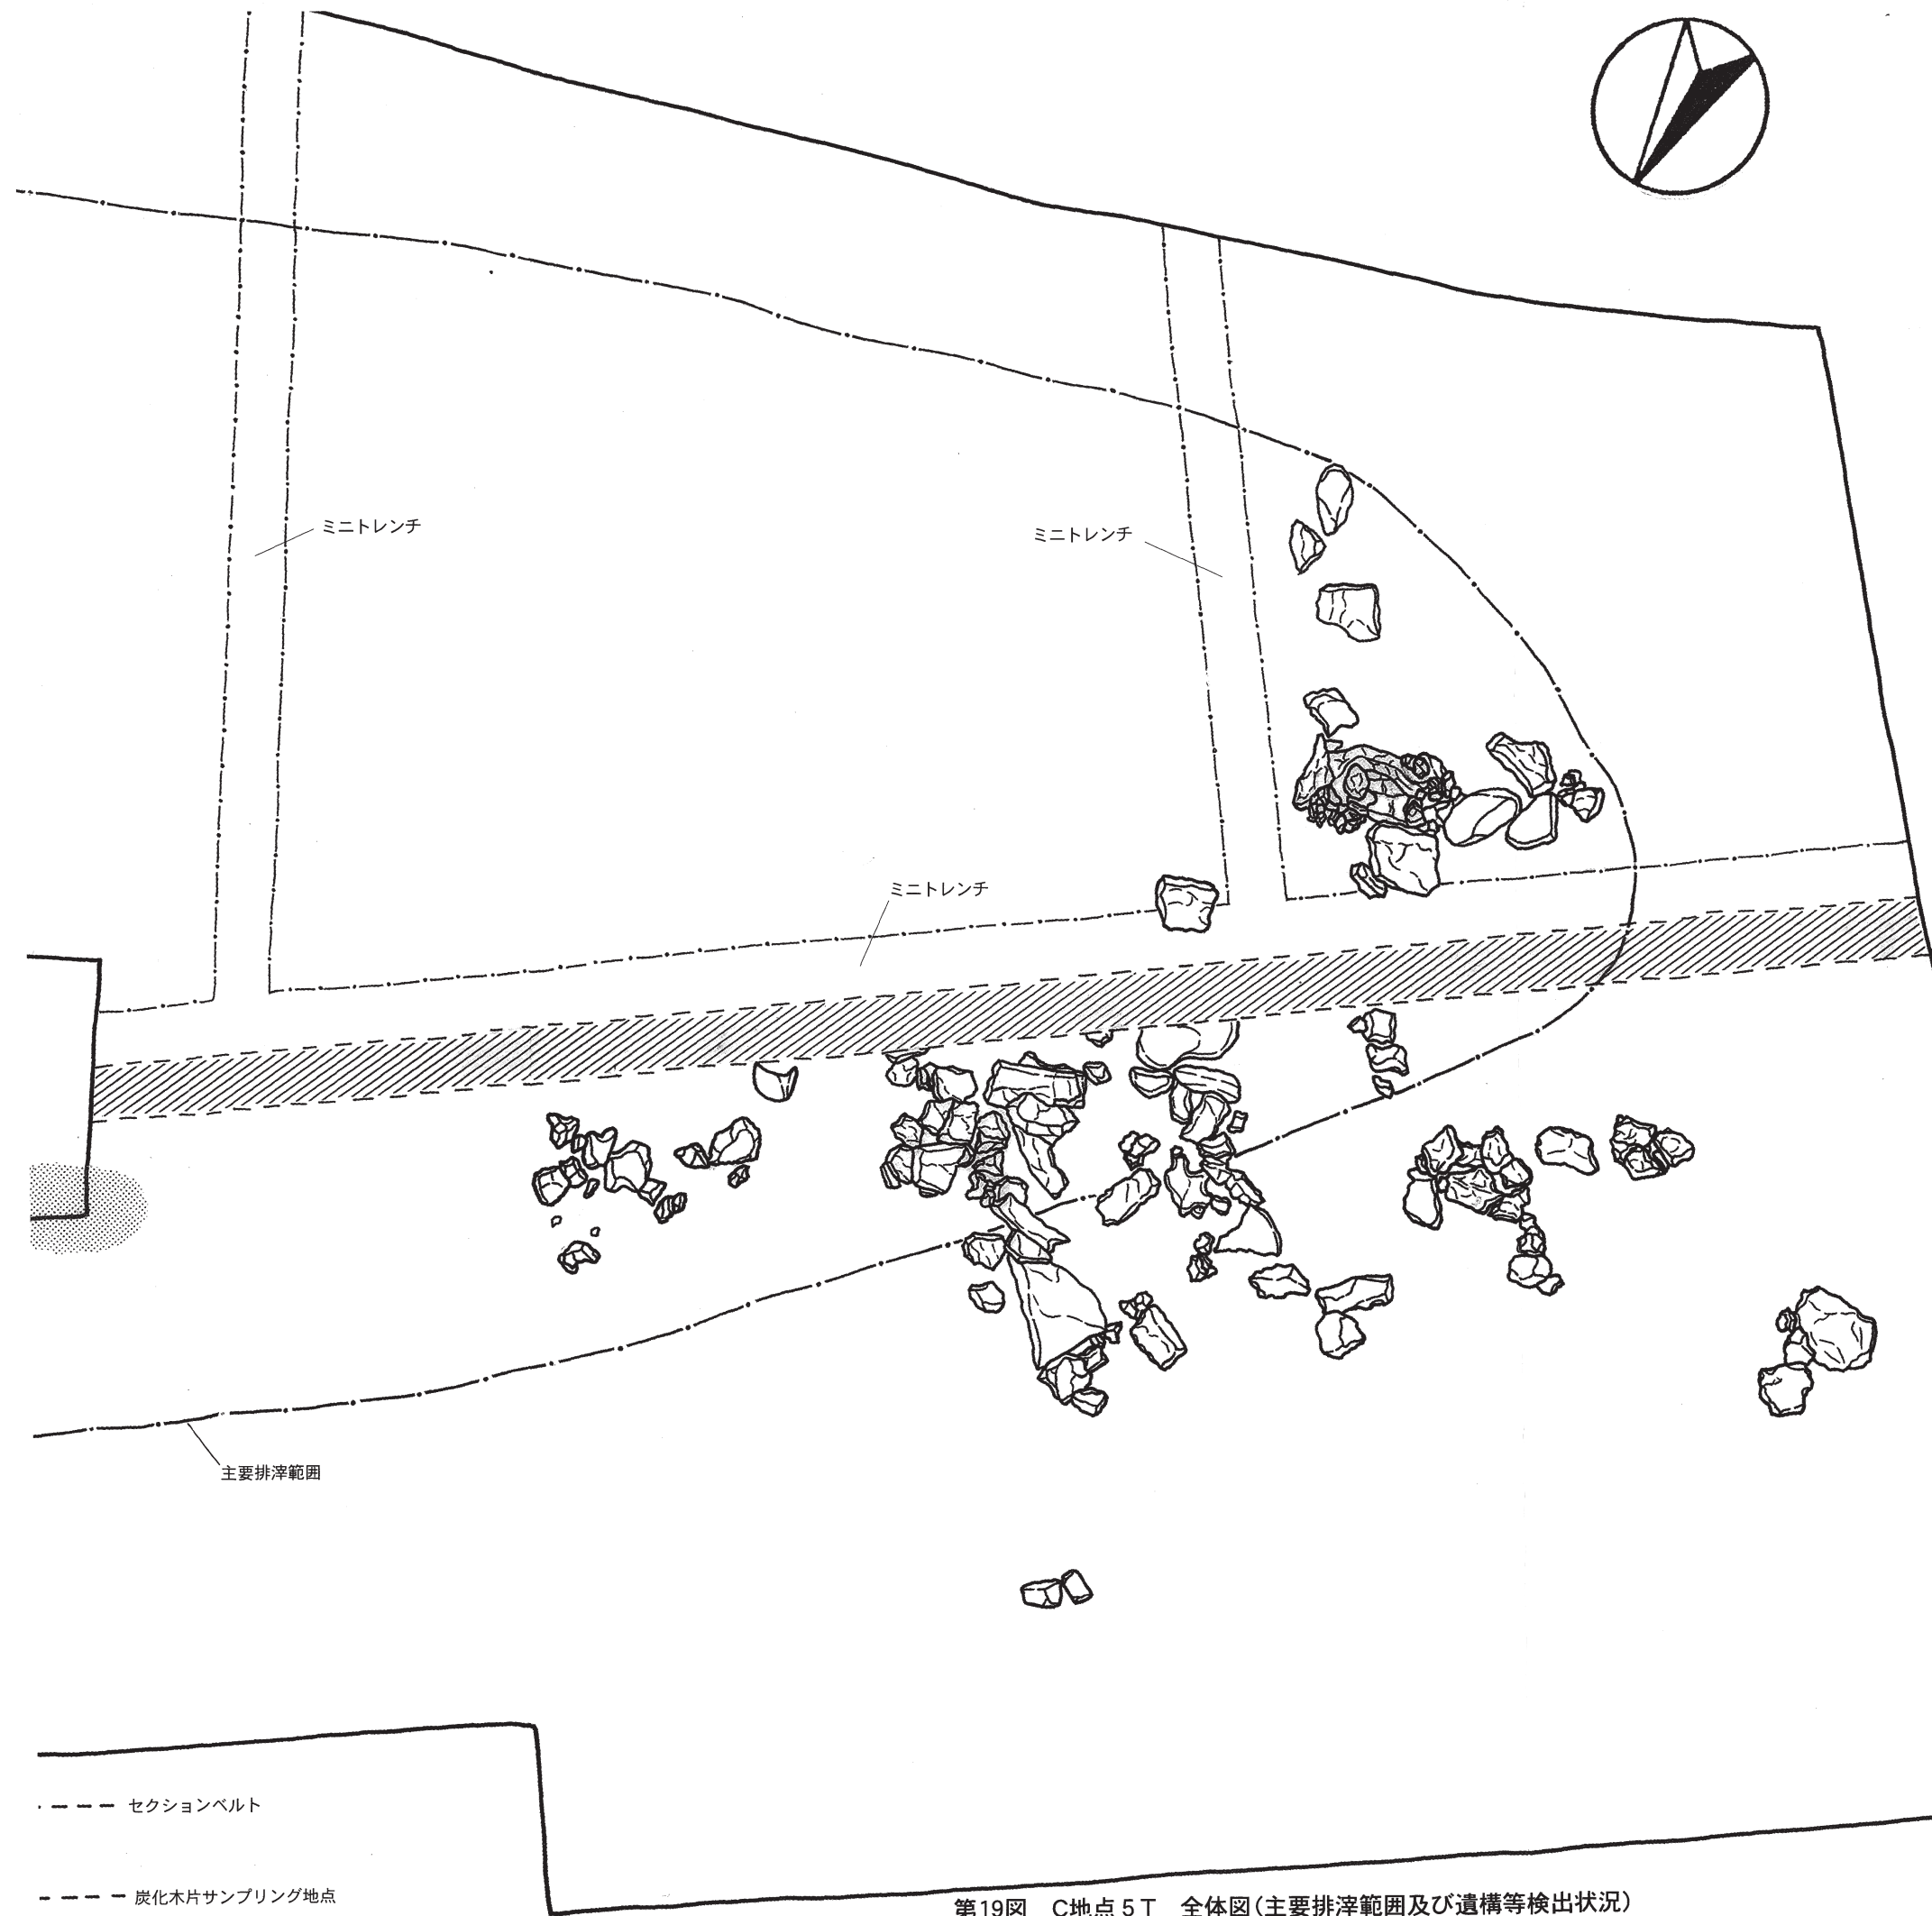 ミニトレンチ
ミニトレンチ
ミニトレンチ
主要排滓範囲
セクションベルト
炭化木片サンプリング地点
第19図　C地点５T　全体図(主要排滓範囲及び遺構等検出状況)